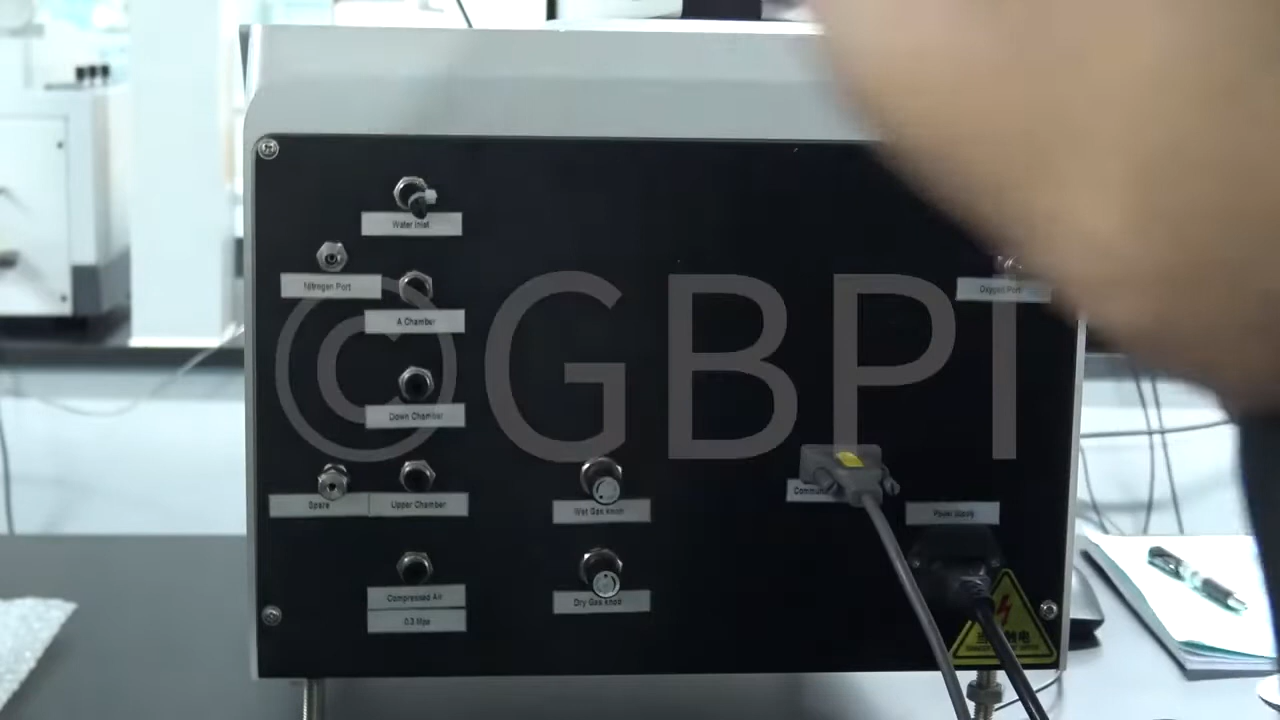 Water Inlet
Nitrogen Port
A Chamber
Oxygen Port
©GBPI
Down Chamber
Spare
Upper Chamber
Wet Gas knob
Power Supply
Compressed Air
0.3 Mpa
Dry Gas knob